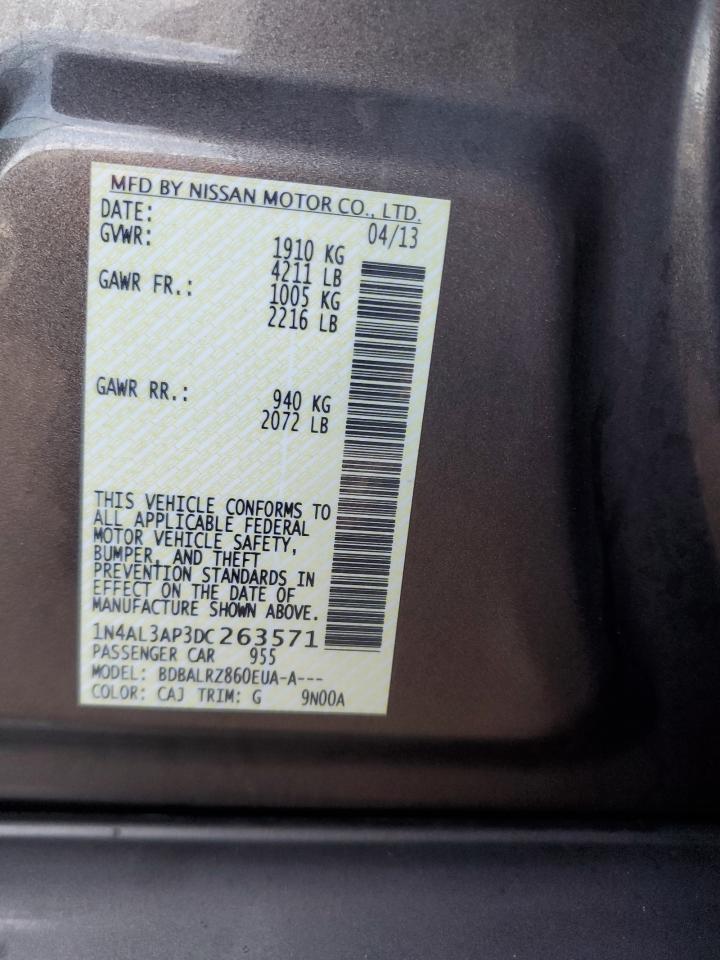 MFD BY NISSAN MOTOR CO., LTD.
DATE: 04/13
GVWR: 1910 KG
4211 LB
GAWR FR.: 1005 KG
2216 LB
GAWR RR.: 940 KG
2072 LB
THIS VEHICLE CONFORMS TO
ALL APPLICABLE FEDERAL
MOTOR VEHICLE SAFETY,
BUMPER, AND THEFT
PREVENTION STANDARDS IN
EFFECT ON THE DATE OF
MANUFACTURE SHOWN ABOVE.
1N4AL3AP3DC263571
PASSENGER CAR 955
MODEL: BDBALRZ860EUA-A---
COLOR: CAJ TRIM: G 9N00A